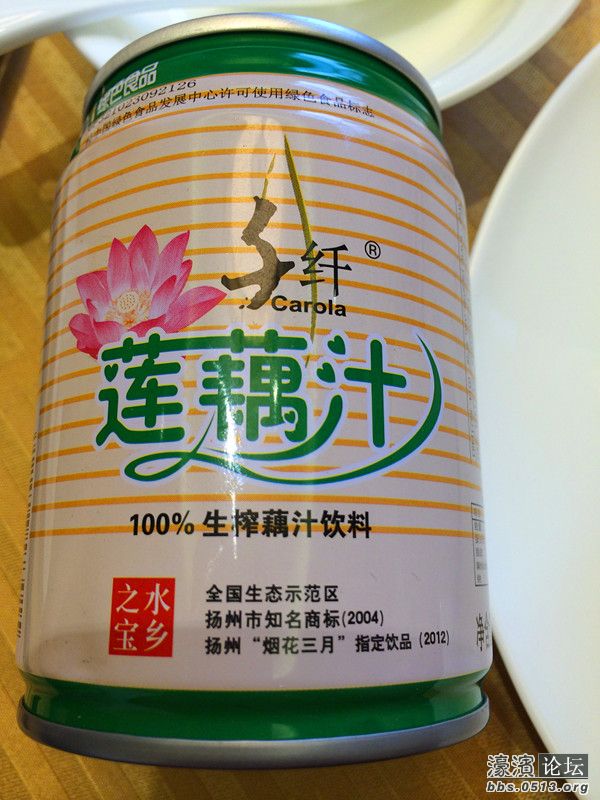 食品
21023092126
中国绿色食品发展中心许可使用绿色食品标志
子纤®
Carola
莲藕汁
100% 生榨藕汁饮料
水乡
之宝
全国生态示范区
扬州市知名商标(2004)
扬州“烟花三月”指定饮品(2012)
净
濠滨论坛
bbs.0513.org